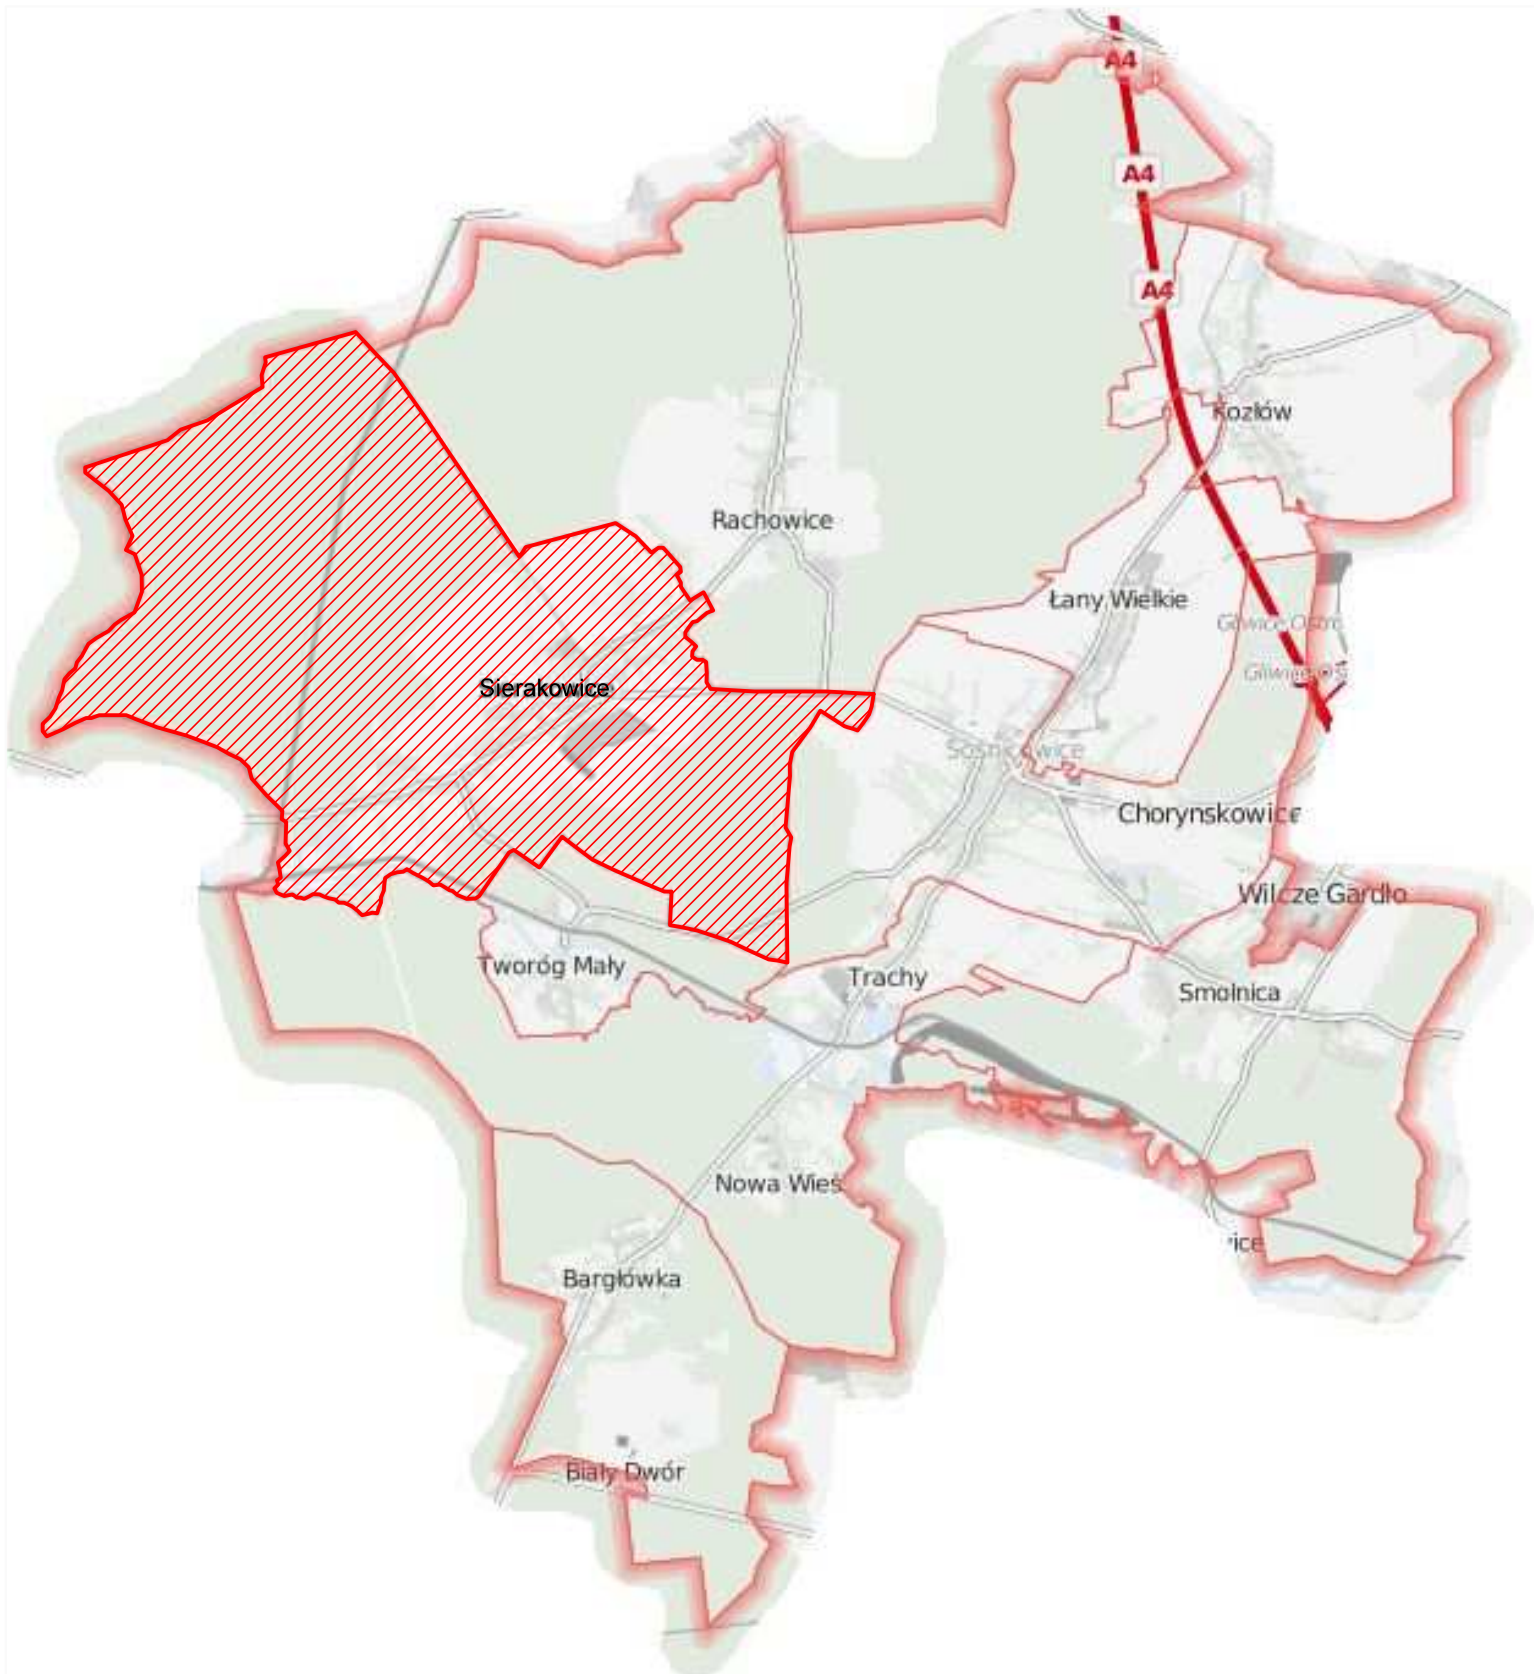 A4
A4
A4
Kozłów
Rachowice
Łany Wielkie
Sierakowice
Sośnicowice
Chorynskowice
Wilcze Gardło
Tworóg Mały
Trachy
Smolnica
Nowa Wieś
Bargłówka
Biały Dwór